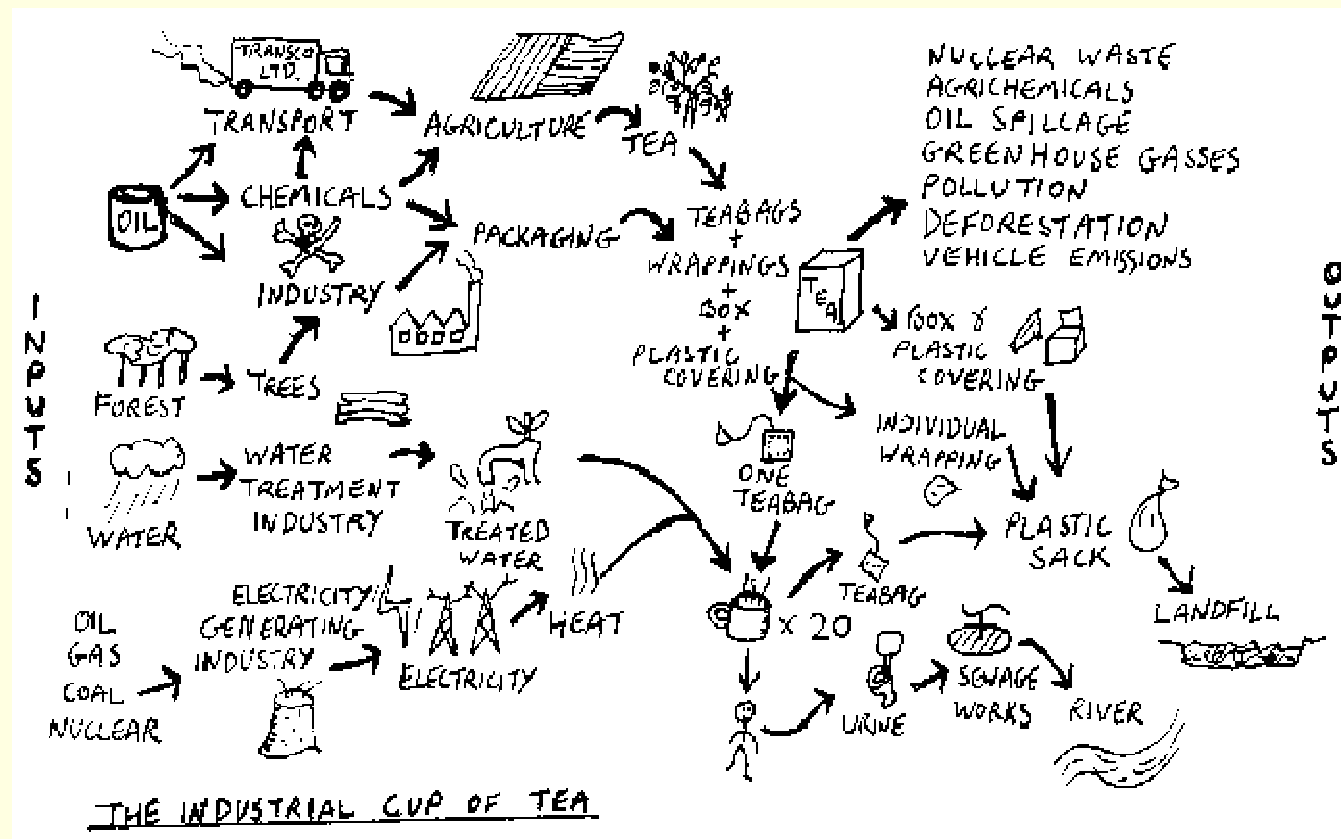 TRANSCO
LTD.
TRANSPORT
AGRICULTURE
TEA
NUCLEAR WASTE
AGRICHEMICALS
OIL SPILLAGE
GREENHOUSE GASSES
POLLUTION
DEFORESTATION
VEHICLE EMISSIONS
OIL
CHEMICALS
INDUSTRY
PACKAGING
TEABAGS
+
WRAPPINGS
+
BOX
+
PLASTIC
COVERING
TEA
BOX &
PLASTIC
COVERING
INPUTS
OUTPUTS
FOREST
TREES
WATER
WATER
TREATMENT
INDUSTRY
TREATED
WATER
ONE
TEABAG
INDIVIDUAL
WRAPPING
PLASTIC
SACK
LANDFILL
OIL
GAS
COAL
NUCLEAR
ELECTRICITY
GENERATING
INDUSTRY
ELECTRICITY
HEAT
x 20
TEABAG
URINE
SEWAGE
WORKS
RIVER
THE INDUSTRIAL CUP OF TEA